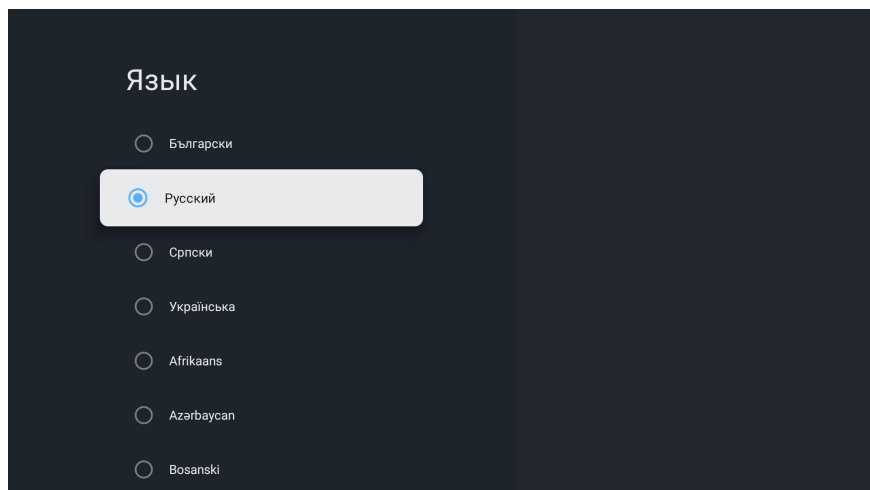 Язык
Български
Русский
Српски
Українська
Afrikaans
Azərbaycan
Bosanski